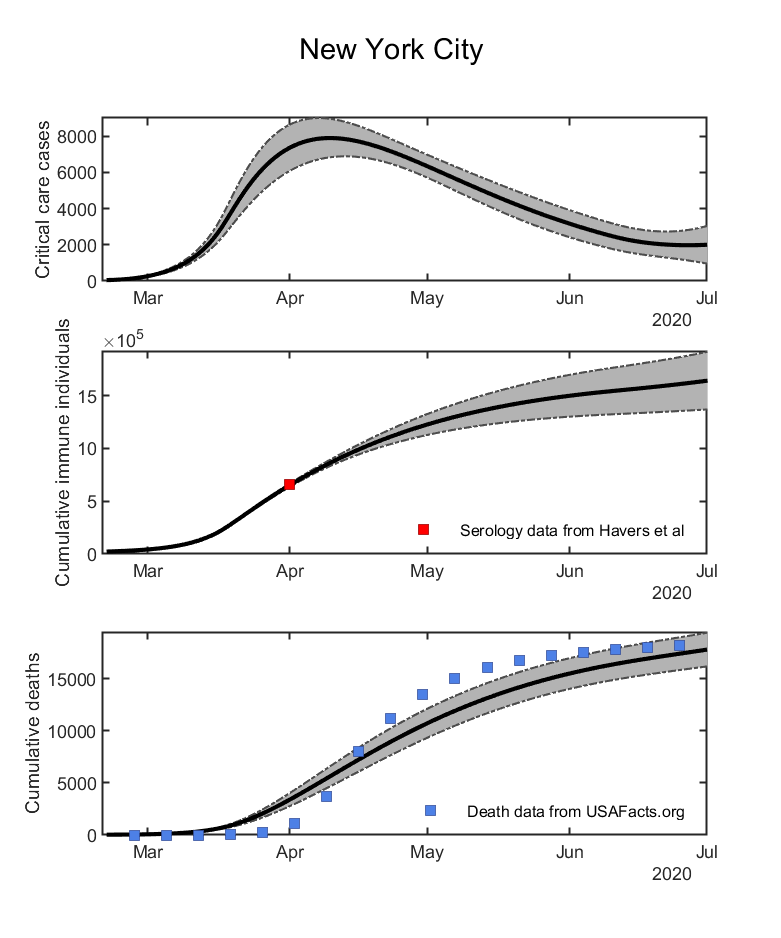 New York City
Critical care cases
8000
6000
4000
2000
0
Mar Apr May Jun Jul
2020
Cumulative immune individuals
×10⁵
15
10
5
0
Serology data from Havers et al
Mar Apr May Jun Jul
2020
Cumulative deaths
15000
10000
5000
0
Death data from USAFacts.org
Mar Apr May Jun Jul
2020